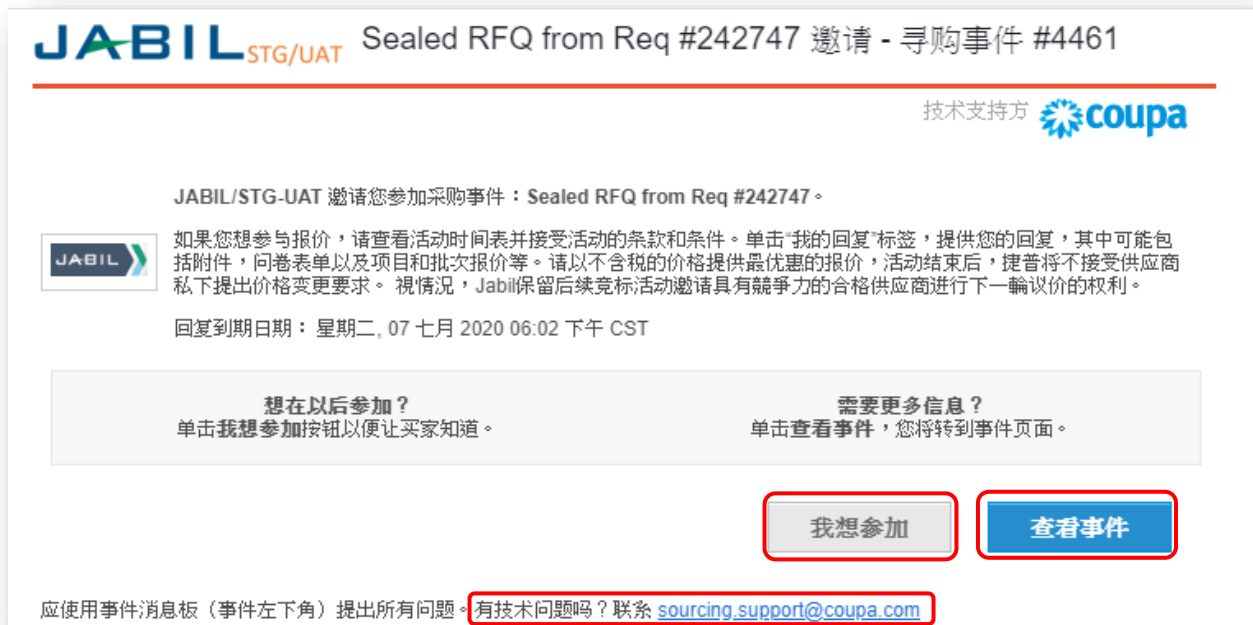 JABIL STG/UAT Sealed RFQ from Req #242747 邀请 - 寻购事件 #4461
技术支持方 coupa
JABIL/STG-UAT 邀请您参加采购事件：Sealed RFQ from Req #242747。
JABIL
如果您想参与报价，请查看活动时间表并接受活动的条款和条件。单击“我的回复”标签，提供您的回复，其中可能包
括附件，问卷表单以及项目和批次报价等。请以不含税的价格提供最优惠的报价，活动结束后，捷普将不接受供应商
私下提出价格变更要求。 視情況，Jabil保留后续竞标活动邀请具有競爭力的合格供应商进行下一輪议价的权利。
回复到期日期： 星期二, 07 七月 2020 06:02 下午 CST
想在以后参加？
单击我想参加按钮以便让买家知道。
需要更多信息？
单击查看事件，您将转到事件页面。
我想参加
查看事件
应使用事件消息板（事件左下角）提出所有问题。有技术问题吗？联系 sourcing.support@coupa.com